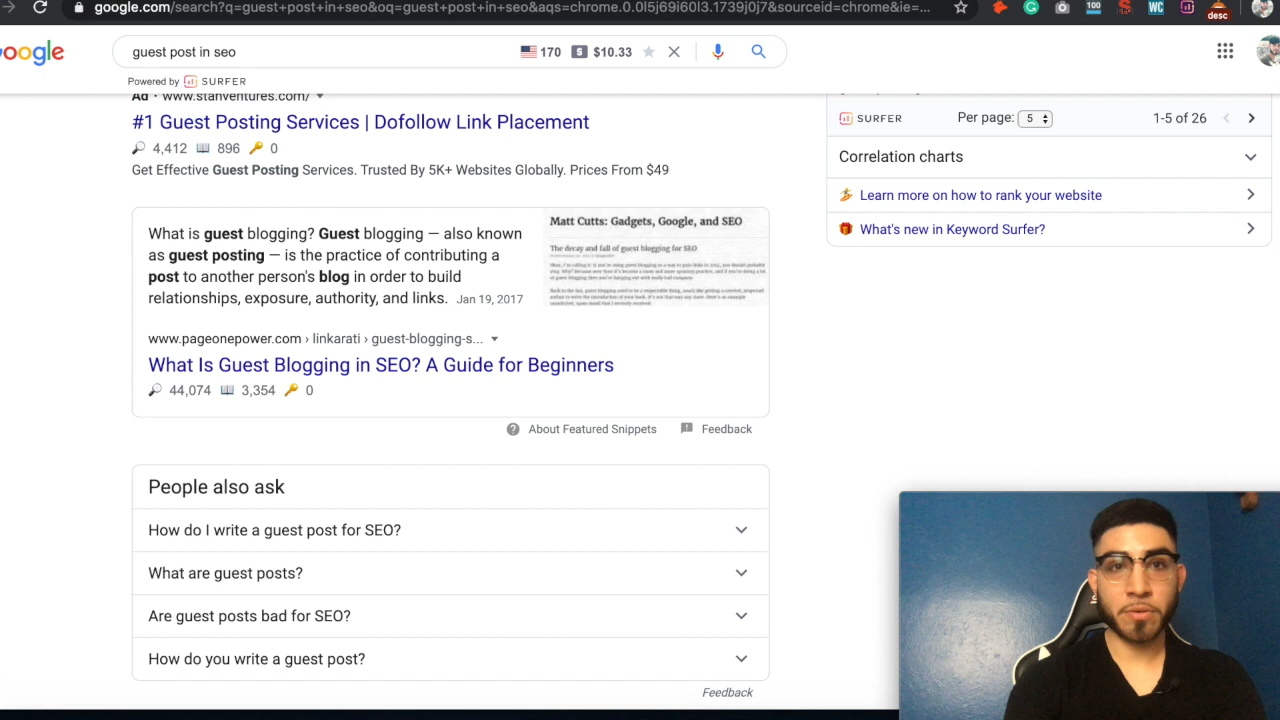 google.com/search?q=guest+post+in+seo&oq=guest+post+in+seo&aqs=chrome.0.0l5j69i60l3.1739j0j7&sourceid=chrome&ie=...
100
WC
desc
oogle
guest post in seo
170
S
$10.33
Powered by SURFER
Ad · www.stanventures.com/
#1 Guest Posting Services | Dofollow Link Placement
4,412 896 0
Get Effective Guest Posting Services. Trusted By 5K+ Websites Globally. Prices From $49
What is guest blogging? Guest blogging — also known
as guest posting — is the practice of contributing a
post to another person's blog in order to build
relationships, exposure, authority, and links. Jan 19, 2017
Matt Cutts: Gadgets, Google, and SEO
The decay and fall of guest blogging for SEO
www.pageonepower.com › linkarati › guest-blogging-s...
What Is Guest Blogging in SEO? A Guide for Beginners
44,074 3,354 0
About Featured Snippets
Feedback
People also ask
How do I write a guest post for SEO?
What are guest posts?
Are guest posts bad for SEO?
How do you write a guest post?
Feedback
SURFER
Per page: 5
1-5 of 26
Correlation charts
Learn more on how to rank your website
What's new in Keyword Surfer?